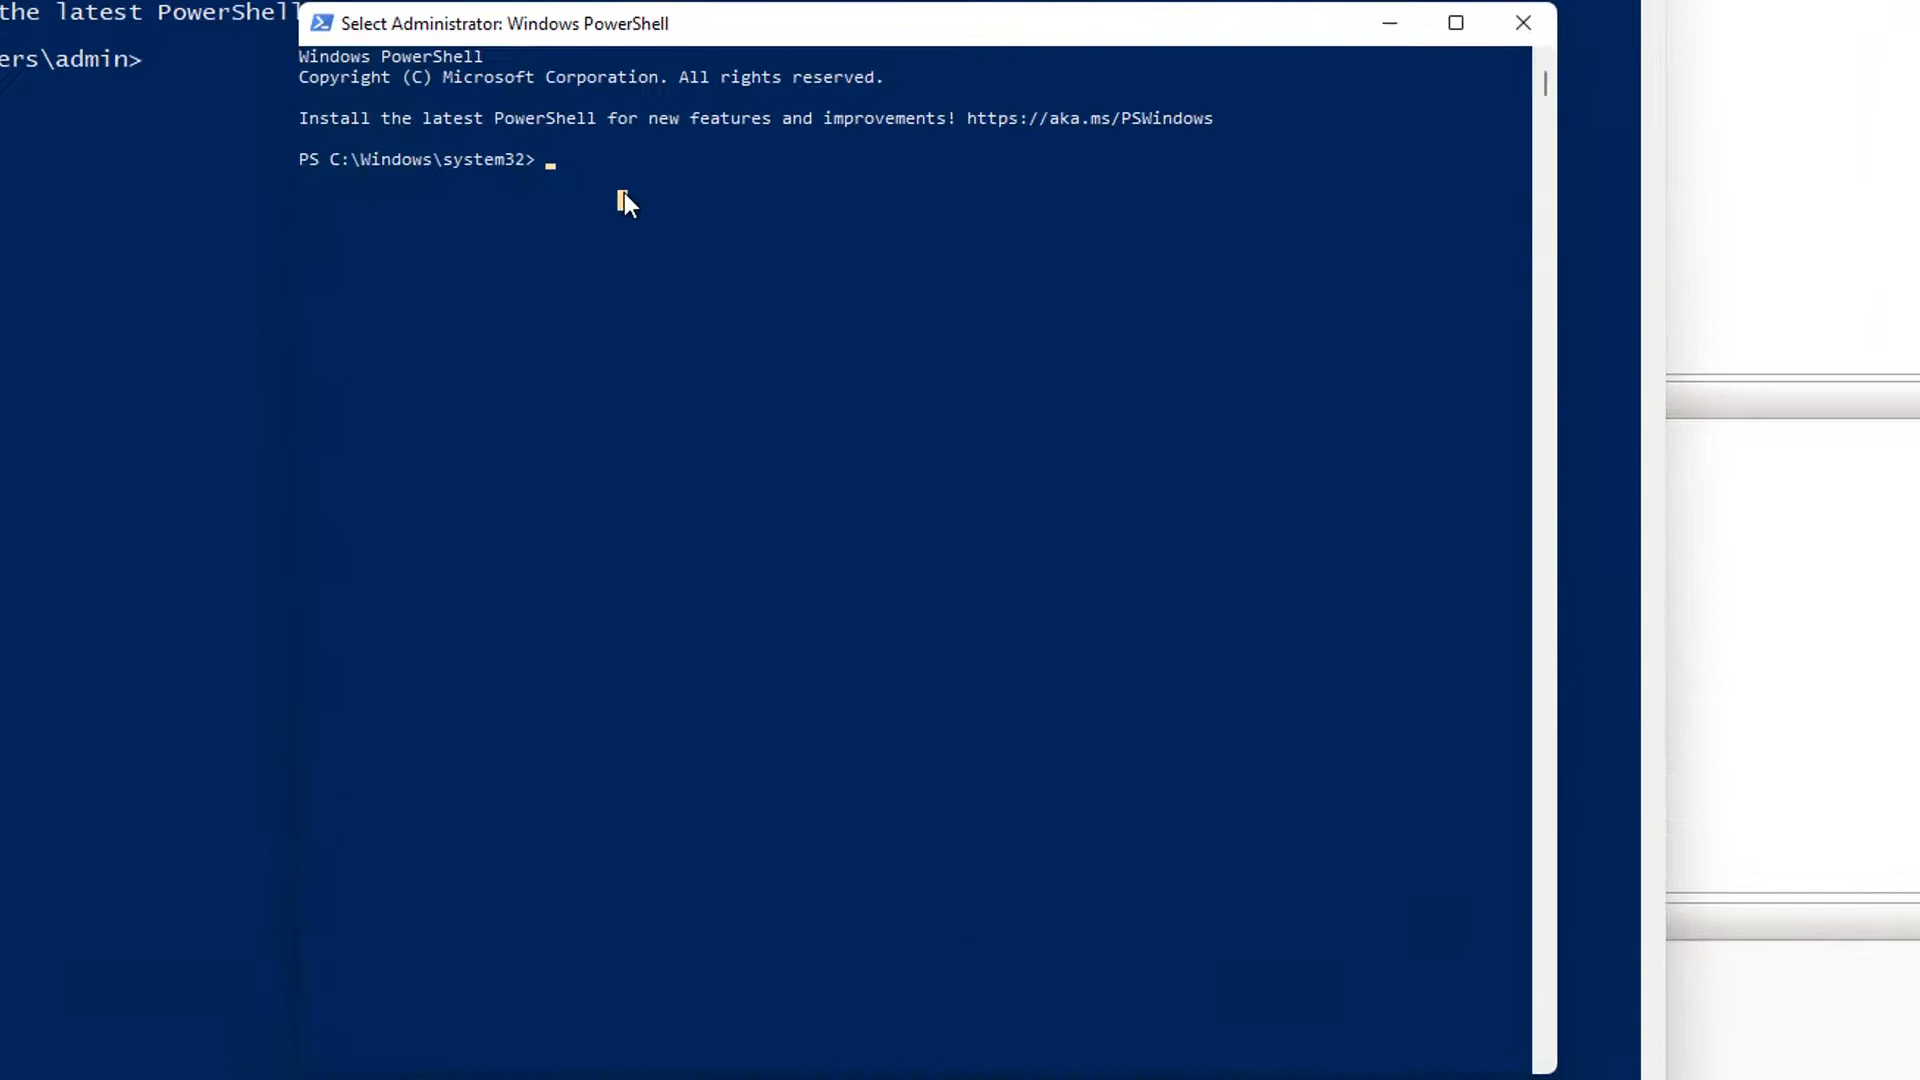 the latest PowerShell
ers\admin>
Select Administrator: Windows PowerShell
Windows PowerShell
Copyright (C) Microsoft Corporation. All rights reserved.
Install the latest PowerShell for new features and improvements! https://aka.ms/PSWindows
PS C:\Windows\system32>